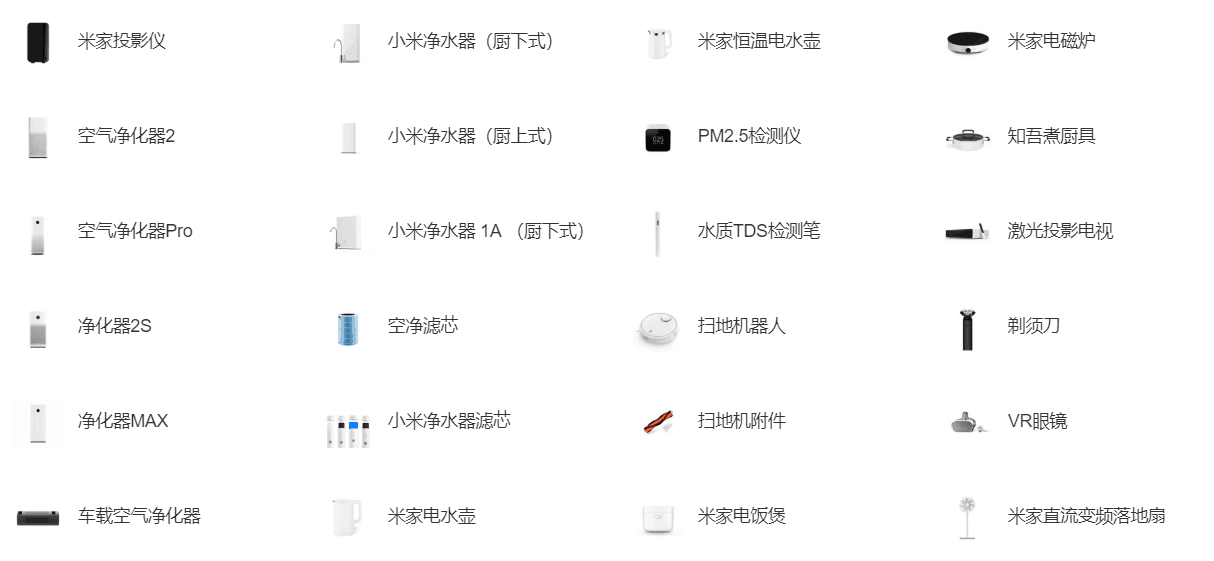 米家投影仪
小米净水器（厨下式）
米家恒温电水壶
米家电磁炉
空气净化器2
小米净水器（厨上式）
PM2.5检测仪
知吾煮厨具
空气净化器Pro
小米净水器 1A （厨下式）
水质TDS检测笔
激光投影电视
净化器2S
空净滤芯
扫地机器人
剃须刀
净化器MAX
小米净水器滤芯
扫地机附件
VR眼镜
车载空气净化器
米家电水壶
米家电饭煲
米家直流变频落地扇